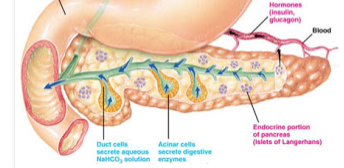 Hormones
(insulin,
glucagon)
Blood
Duct cells
secrete aqueous
NaHCO₃ solution
Acinar cells
secrete digestive
enzymes
Endocrine portion
of pancreas
(Islets of Langerhans)